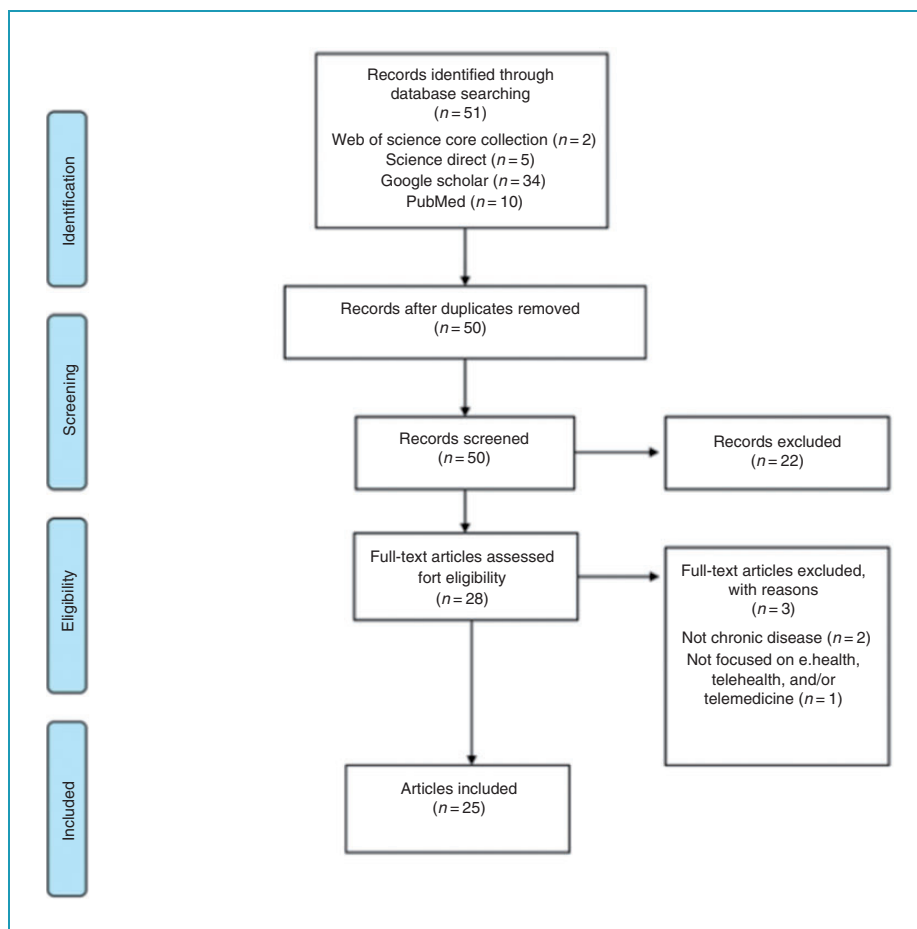 Identification
Records identified through
database searching
(n = 51)
Web of science core collection (n = 2)
Science direct (n = 5)
Google scholar (n = 34)
PubMed (n = 10)
Records after duplicates removed
(n = 50)
Screening
Records screened
(n = 50)
Records excluded
(n = 22)
Eligibility
Full-text articles assessed
fort eligibility
(n = 28)
Full-text articles excluded,
with reasons
(n = 3)
Not chronic disease (n = 2)
Not focused on e.health,
telehealth, and/or
telemedicine (n = 1)
Included
Articles included
(n = 25)